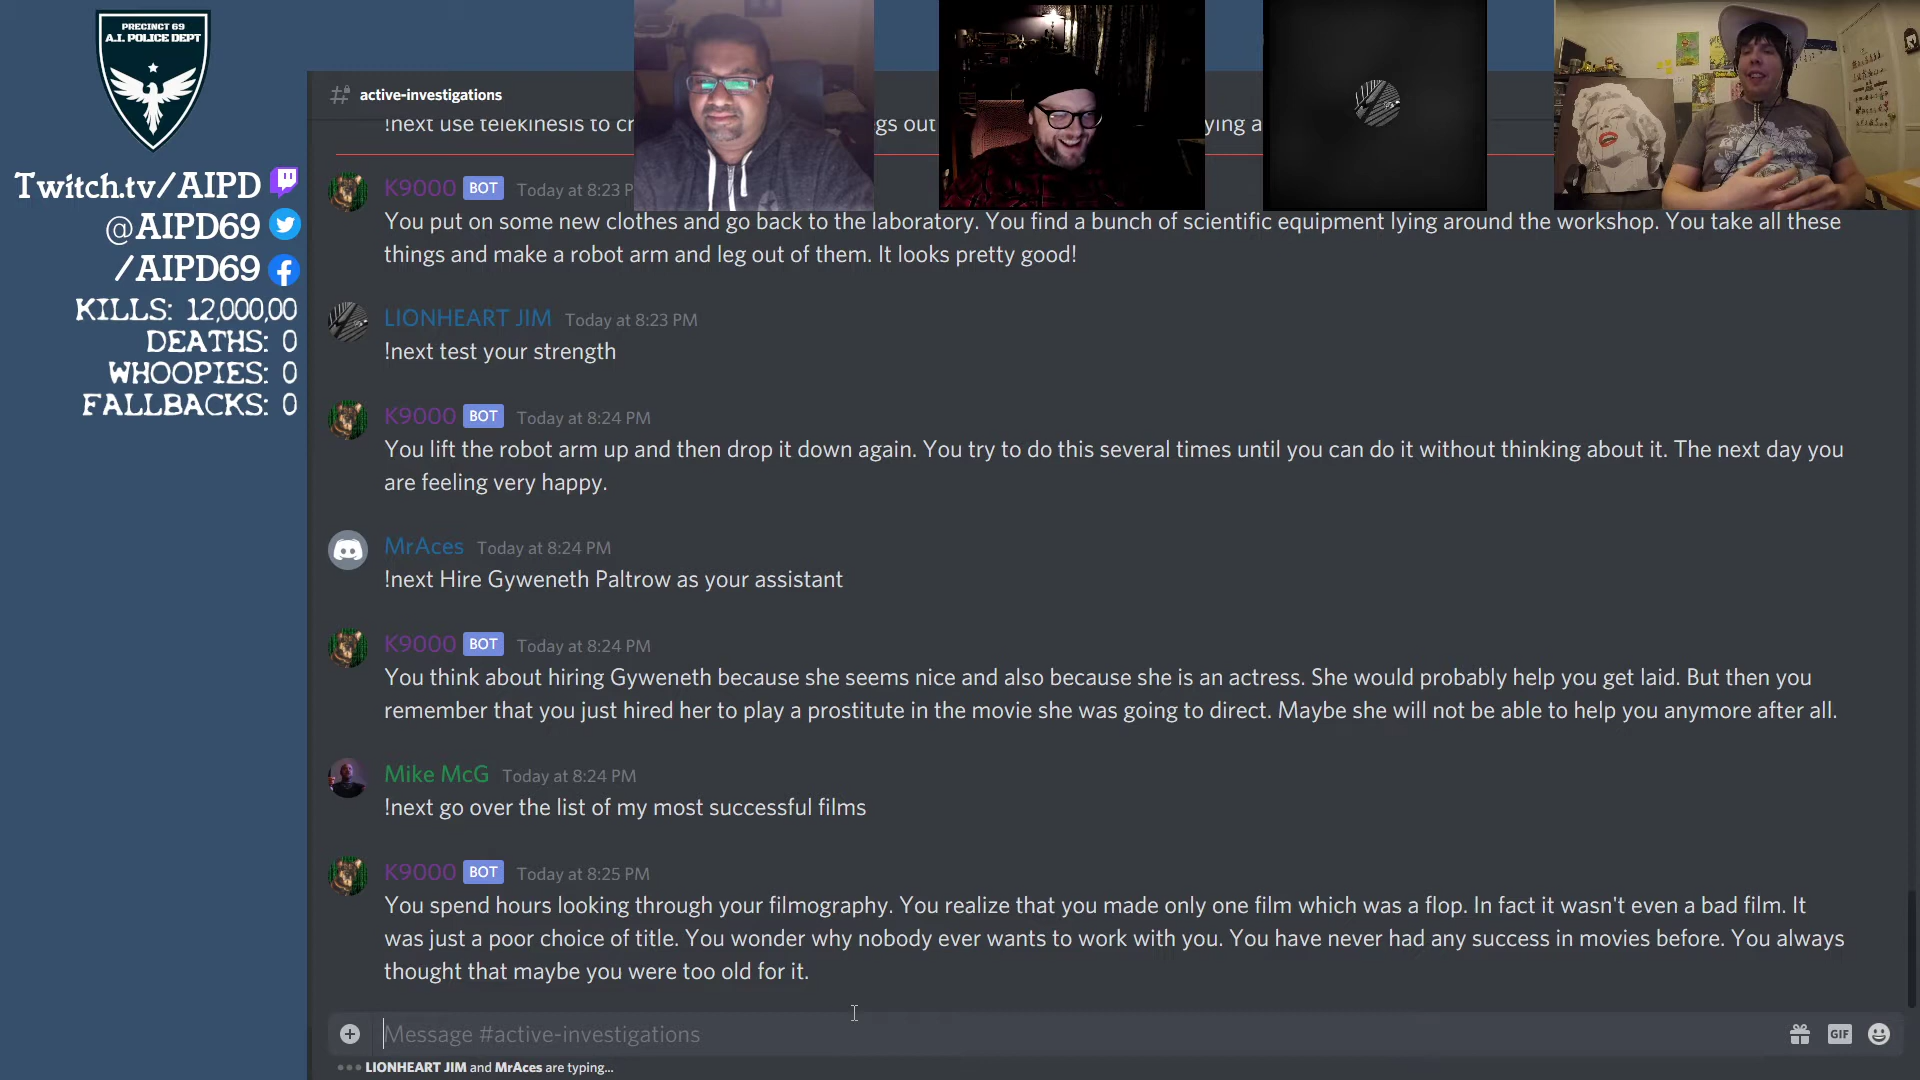 PRECINCT 69
A.I. POLICE DEPT
Twitch.tv/AIPD
@AIPD69
/AIPD69
KILLS: 12,000,00
DEATHS: 0
WHOOPIES: 0
FALLBACKS: 0
active-investigations
!next use telekinesis to cr
gs out
ying a
K9000 BOT Today at 8:23 P
You put on some new clothes and go back to the laboratory. You find a bunch of scientific equipment lying around the workshop. You take all these
things and make a robot arm and leg out of them. It looks pretty good!
LIONHEART JIM Today at 8:23 PM
!next test your strength
K9000 BOT Today at 8:24 PM
You lift the robot arm up and then drop it down again. You try to do this several times until you can do it without thinking about it. The next day you
are feeling very happy.
MrAces Today at 8:24 PM
!next Hire Gyweneth Paltrow as your assistant
K9000 BOT Today at 8:24 PM
You think about hiring Gyweneth because she seems nice and also because she is an actress. She would probably help you get laid. But then you
remember that you just hired her to play a prostitute in the movie she was going to direct. Maybe she will not be able to help you anymore after all.
Mike McG Today at 8:24 PM
!next go over the list of my most successful films
K9000 BOT Today at 8:25 PM
You spend hours looking through your filmography. You realize that you made only one film which was a flop. In fact it wasn't even a bad film. It
was just a poor choice of title. You wonder why nobody ever wants to work with you. You have never had any success in movies before. You always
thought that maybe you were too old for it.
Message #active-investigations
GIF
LIONHEART JIM and MrAces are typing...